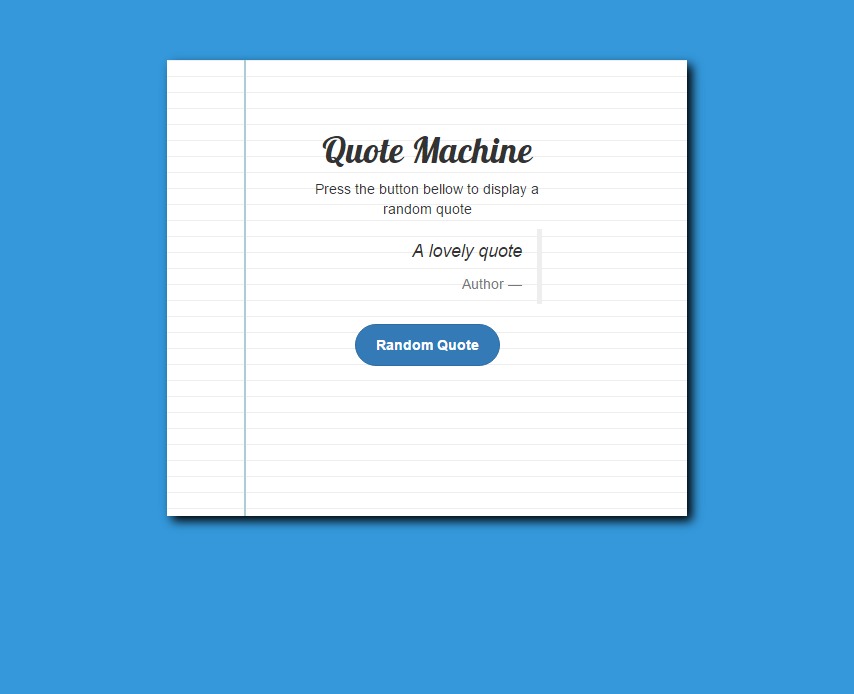 Quote Machine
Press the button bellow to display a
random quote
A lovely quote
Author —
Random Quote